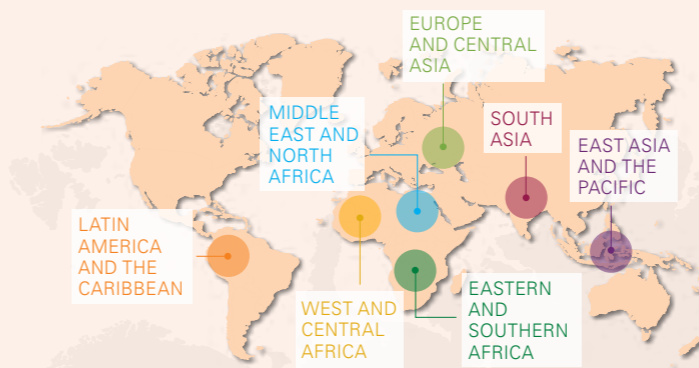 EUROPE
AND CENTRAL
ASIA
MIDDLE
EAST AND
NORTH
AFRICA
SOUTH
ASIA
EAST ASIA
AND THE
PACIFIC
LATIN
AMERICA
AND THE
CARIBBEAN
WEST AND
CENTRAL
AFRICA
EASTERN
AND
SOUTHERN
AFRICA